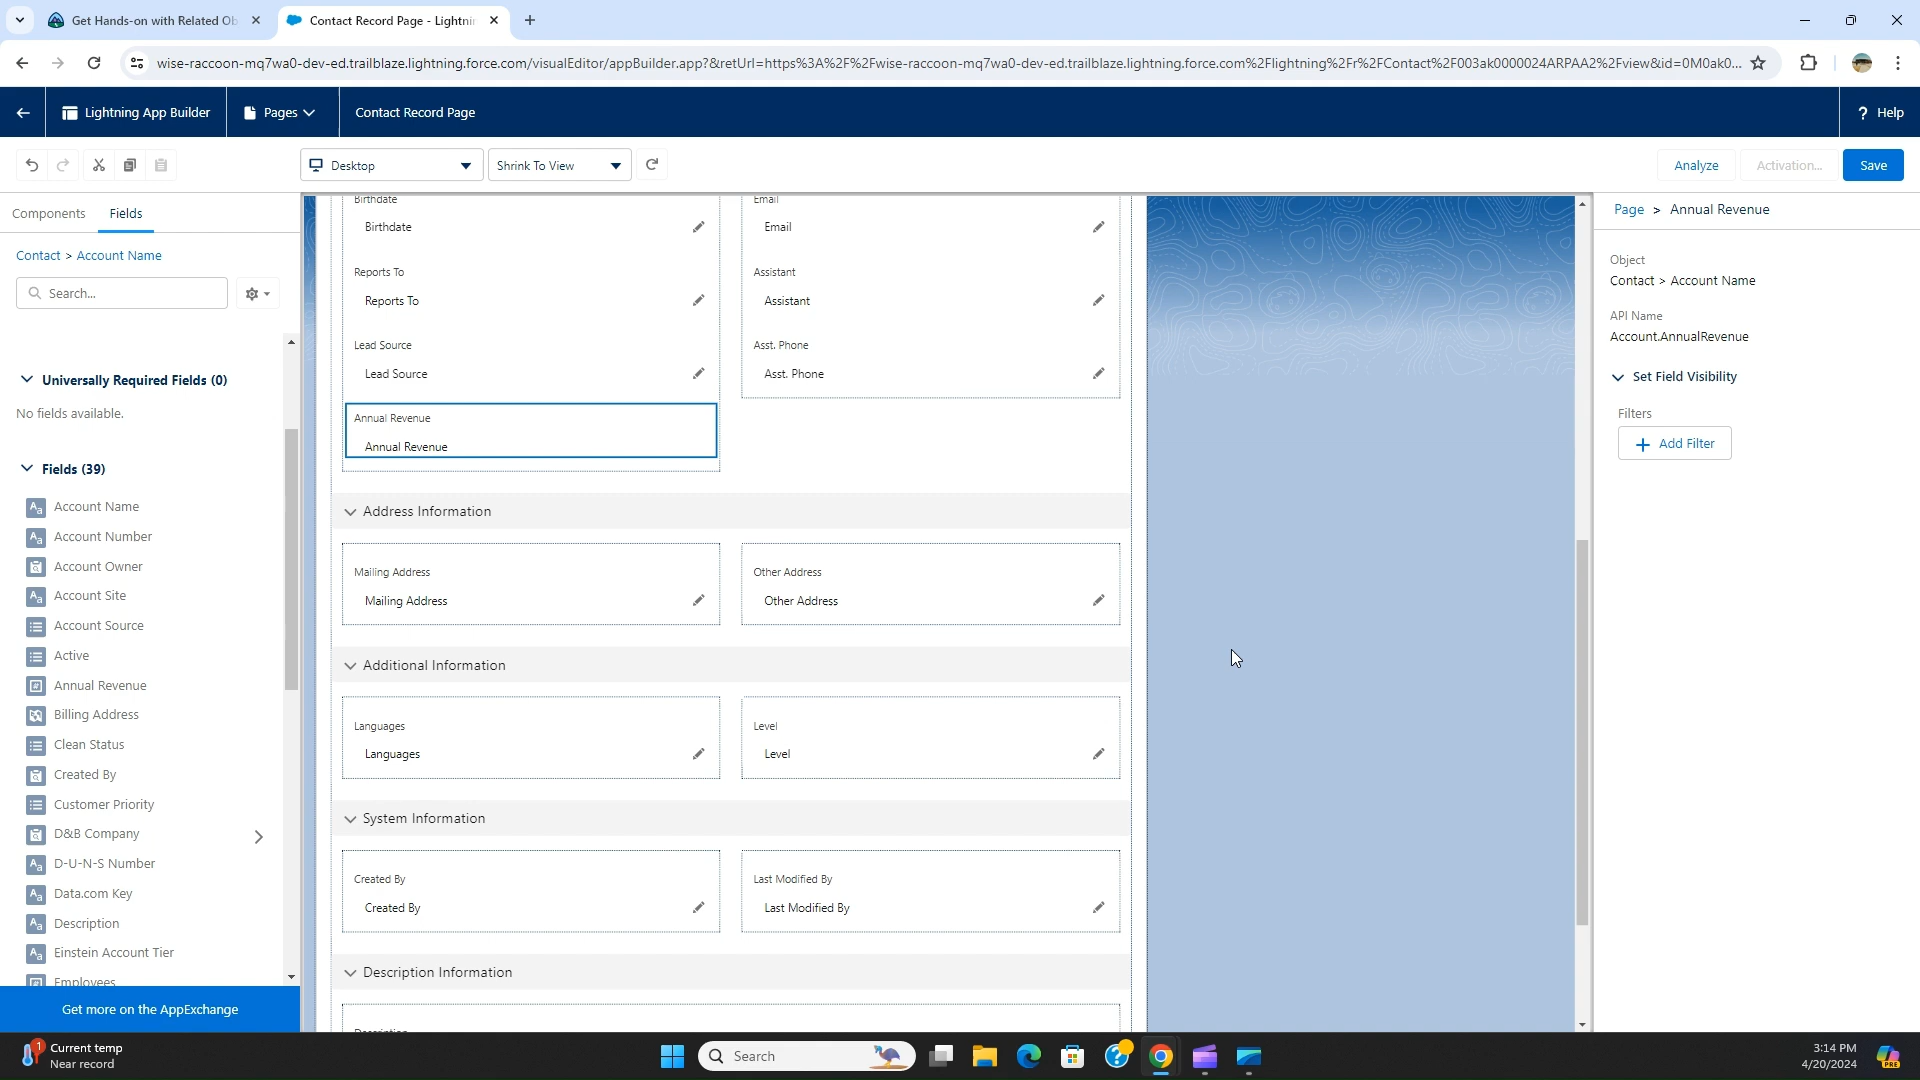 Get Hands-on with Related Ob
Contact Record Page - Lightni
wise-raccoon-mq7wa0-dev-ed.trailblaze.lightning.force.com/visualEditor/appBuilder.app?&retUrl=https%3A%2F%2Fwise-raccoon-mq7wa0-dev-ed.trailblaze.lightning.force.com%2Flightning%2Fr%2FContact%2F003ak0000024ARPAA2%2Fview&id=0M0ak0...
Lightning App Builder
Pages
Contact Record Page
? Help
Desktop
Shrink To View
Analyze
Activation...
Save
Components
Fields
Contact > Account Name
Search...
Universally Required Fields (0)
No fields available.
Fields (39)
Account Name
Account Number
Account Owner
Account Site
Account Source
Active
Annual Revenue
Billing Address
Clean Status
Created By
Customer Priority
D&B Company
D-U-N-S Number
Data.com Key
Description
Einstein Account Tier
Employees
Get more on the AppExchange
Birthdate
Birthdate
Email
Email
Reports To
Reports To
Assistant
Assistant
Lead Source
Lead Source
Asst. Phone
Asst. Phone
Annual Revenue
Annual Revenue
Address Information
Mailing Address
Mailing Address
Other Address
Other Address
Additional Information
Languages
Languages
Level
Level
System Information
Created By
Created By
Last Modified By
Last Modified By
Description Information
Description
Page > Annual Revenue
Object
Contact > Account Name
API Name
Account.AnnualRevenue
Set Field Visibility
Filters
Add Filter
1
Current temp
Near record
Search
3:14 PM
4/20/2024
PRE